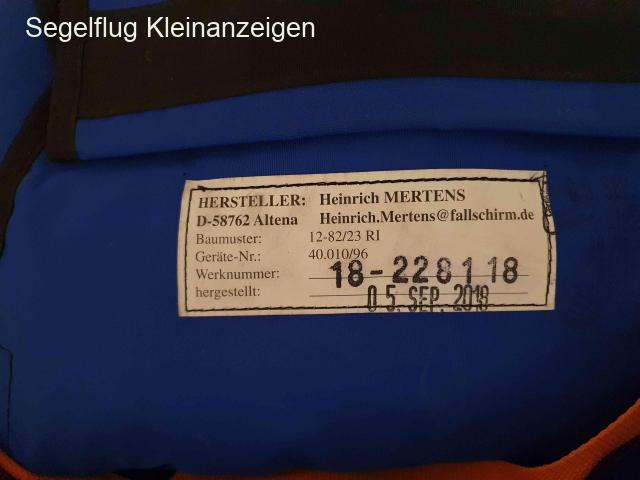 Segelflug Kleinanzeigen
HERSTELLER: Heinrich MERTENS
D-58762 Altena Heinrich.Mertens@fallschirm.de
Baumuster: 12-82/23 RI
Geräte-Nr.: 40.010/96
Werknummer: 18-228118
hergestellt: 05. SEP. 2018